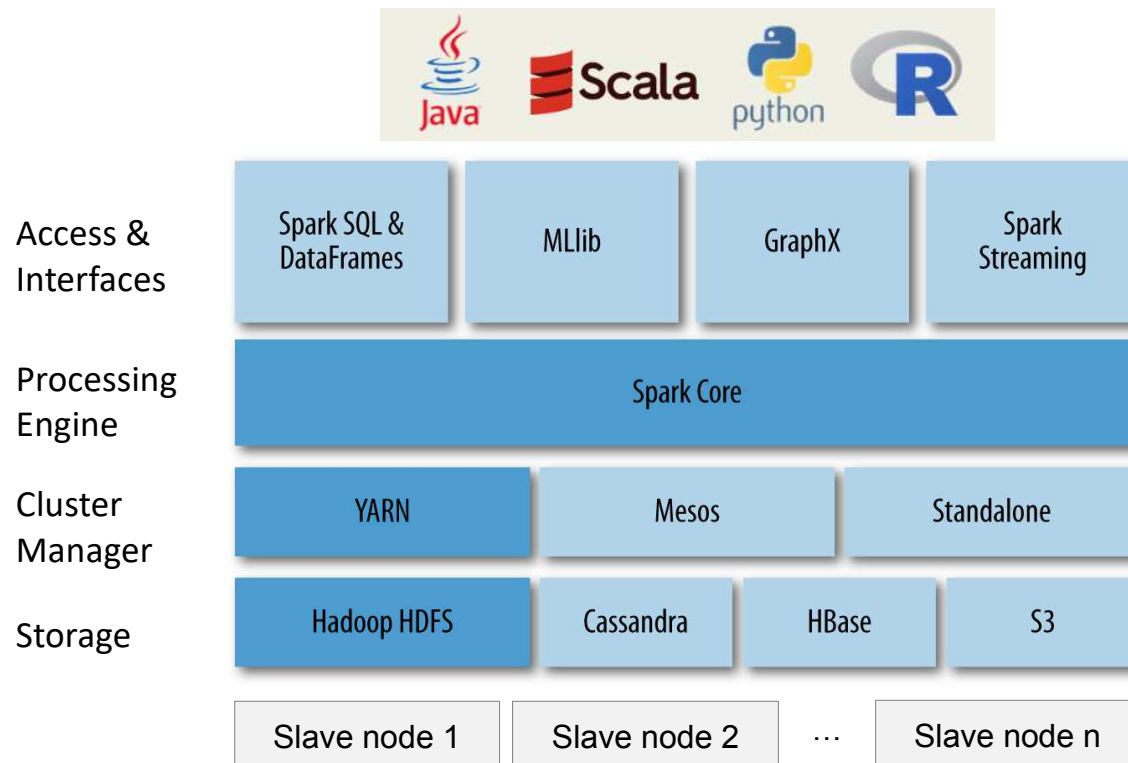 Java
Scala
python
R
Access &
Interfaces
Spark SQL &
DataFrames
MLlib
GraphX
Spark
Streaming
Processing
Engine
Spark Core
Cluster
Manager
YARN
Mesos
Standalone
Storage
Hadoop HDFS
Cassandra
HBase
S3
Slave node 1
Slave node 2
...
Slave node n